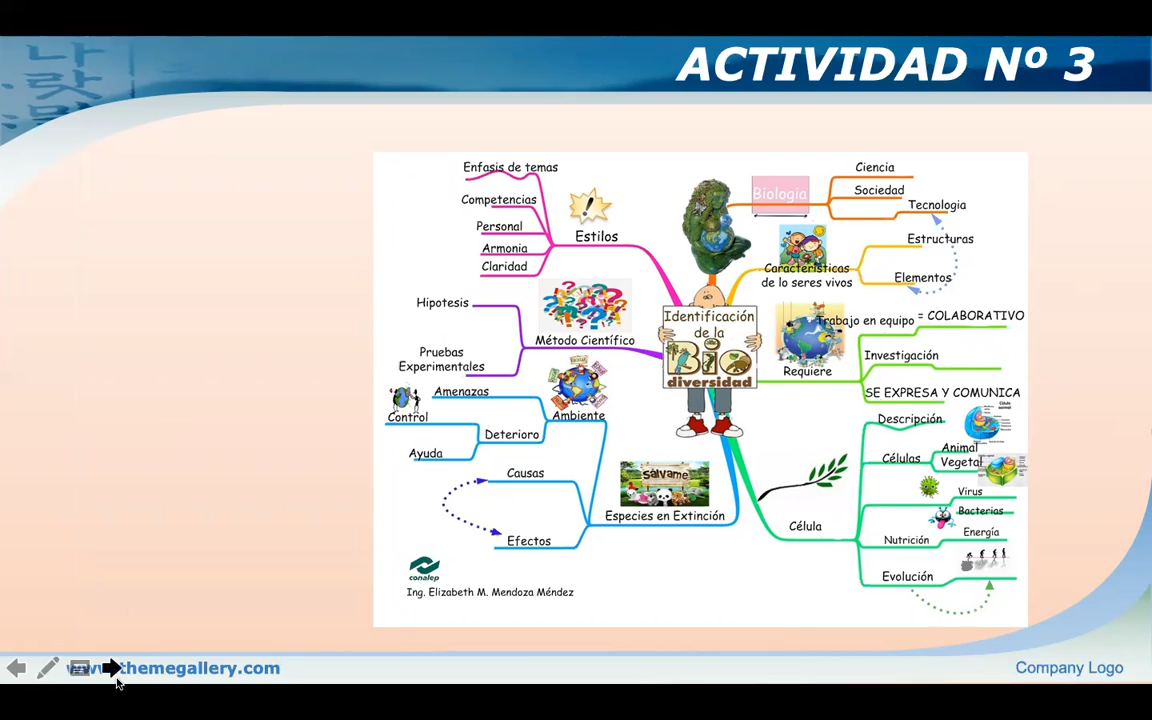 ACTIVIDAD Nº 3
Enfasis de temas
Competencias
Personal
Armonia
Claridad
Estilos
Biologia
Ciencia
Sociedad
Tecnologia
Características
de lo seres vivos
Estructuras
Elementos
Identificación
de la
Bio
diversidad
Hipotesis
Pruebas
Experimentales
Método Científico
Requiere
Trabajo en equipo = COLABORATIVO
Investigación
SE EXPRESA Y COMUNICA
Amenazas
Control
Deterioro
Ayuda
Ambiente
Causas
Efectos
Sálvame
Especies en Extinción
Célula
Descripción
Células
Animal
Vegetal
Virus
Bacterias
Nutrición
Energía
Evolución
conalep
Ing. Elizabeth M. Mendoza Méndez
www.themegallery.com
Company Logo